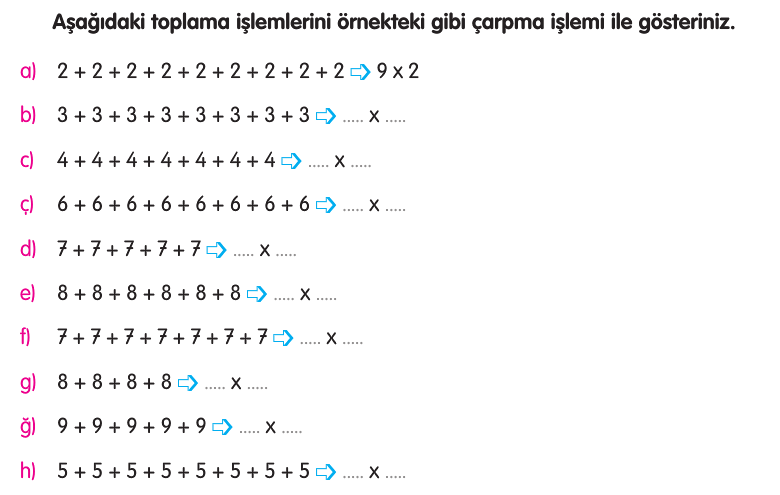 Aşağıdaki toplama işlemlerini örnekteki gibi çarpma işlemi ile gösteriniz.
a) 2 + 2 + 2 + 2 + 2 + 2 + 2 + 2 + 2 ⇨ 9 x 2
b) 3 + 3 + 3 + 3 + 3 + 3 + 3 + 3 ⇨ ..... x .....
c) 4 + 4 + 4 + 4 + 4 + 4 + 4 ⇨ ..... x .....
ç) 6 + 6 + 6 + 6 + 6 + 6 + 6 + 6 ⇨ ..... x .....
d) 7 + 7 + 7 + 7 + 7 ⇨ ..... x .....
e) 8 + 8 + 8 + 8 + 8 + 8 ⇨ ..... x .....
f) 7 + 7 + 7 + 7 + 7 + 7 + 7 ⇨ ..... x .....
g) 8 + 8 + 8 + 8 ⇨ ..... x .....
ğ) 9 + 9 + 9 + 9 + 9 ⇨ ..... x .....
h) 5 + 5 + 5 + 5 + 5 + 5 + 5 + 5 ⇨ ..... x .....